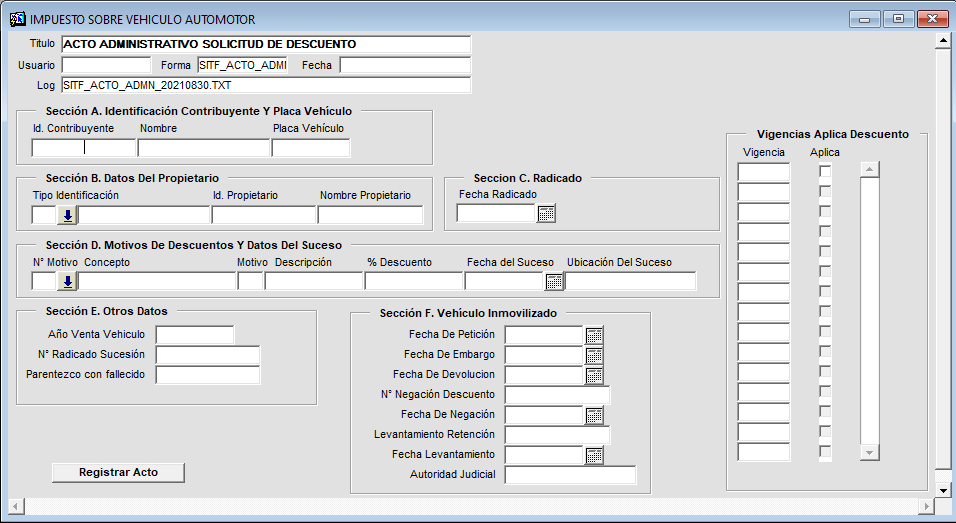 IMPUESTO SOBRE VEHICULO AUTOMOTOR
Titulo ACTO ADMINISTRATIVO SOLICITUD DE DESCUENTO
Usuario Forma SITF_ACTO_ADMI Fecha
Log SITF_ACTO_ADMN_20210830.TXT
Sección A. Identificación Contribuyente Y Placa Vehículo
Id. Contribuyente Nombre Placa Vehículo
Sección B. Datos Del Propietario
Tipo Identificación Id. Propietario Nombre Propietario
Seccion C. Radicado
Fecha Radicado
Sección D. Motivos De Descuentos Y Datos Del Suceso
N° Motivo Concepto Motivo Descripción % Descuento Fecha del Suceso Ubicación Del Suceso
Sección E. Otros Datos
Año Venta Vehiculo
N° Radicado Sucesión
Parentezco con fallecido
Sección F. Vehículo Inmovilizado
Fecha De Petición
Fecha De Embargo
Fecha De Devolucion
N° Negación Descuento
Fecha De Negación
Levantamiento Retención
Fecha Levantamiento
Autoridad Judicial
Vigencias Aplica Descuento
Vigencia Aplica
Registrar Acto